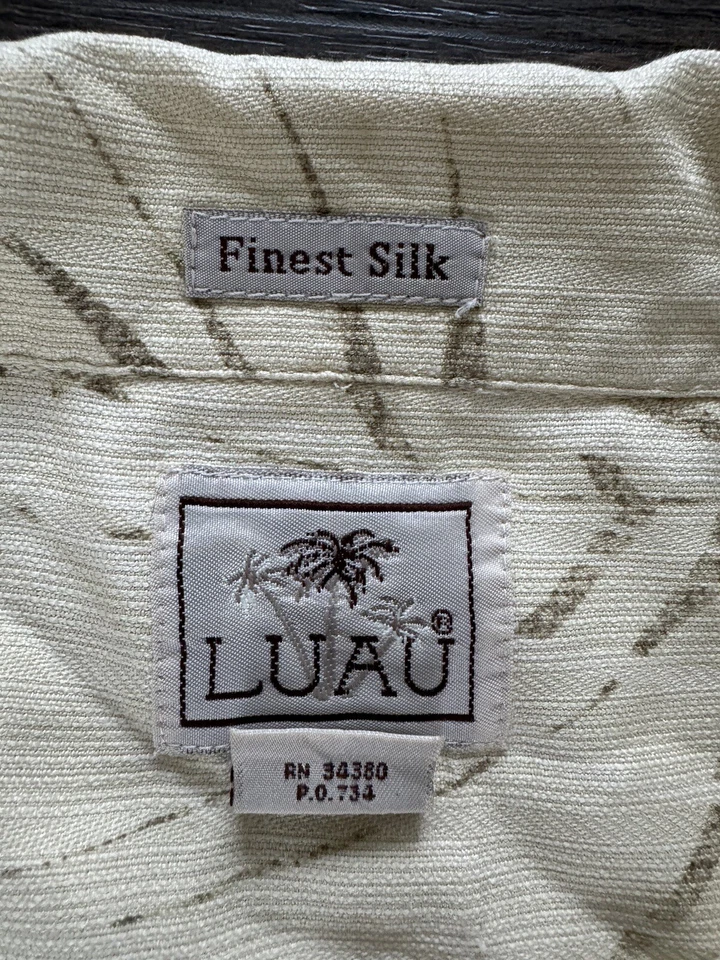 Finest Silk
LUAU®
RN 34380
P.O.734